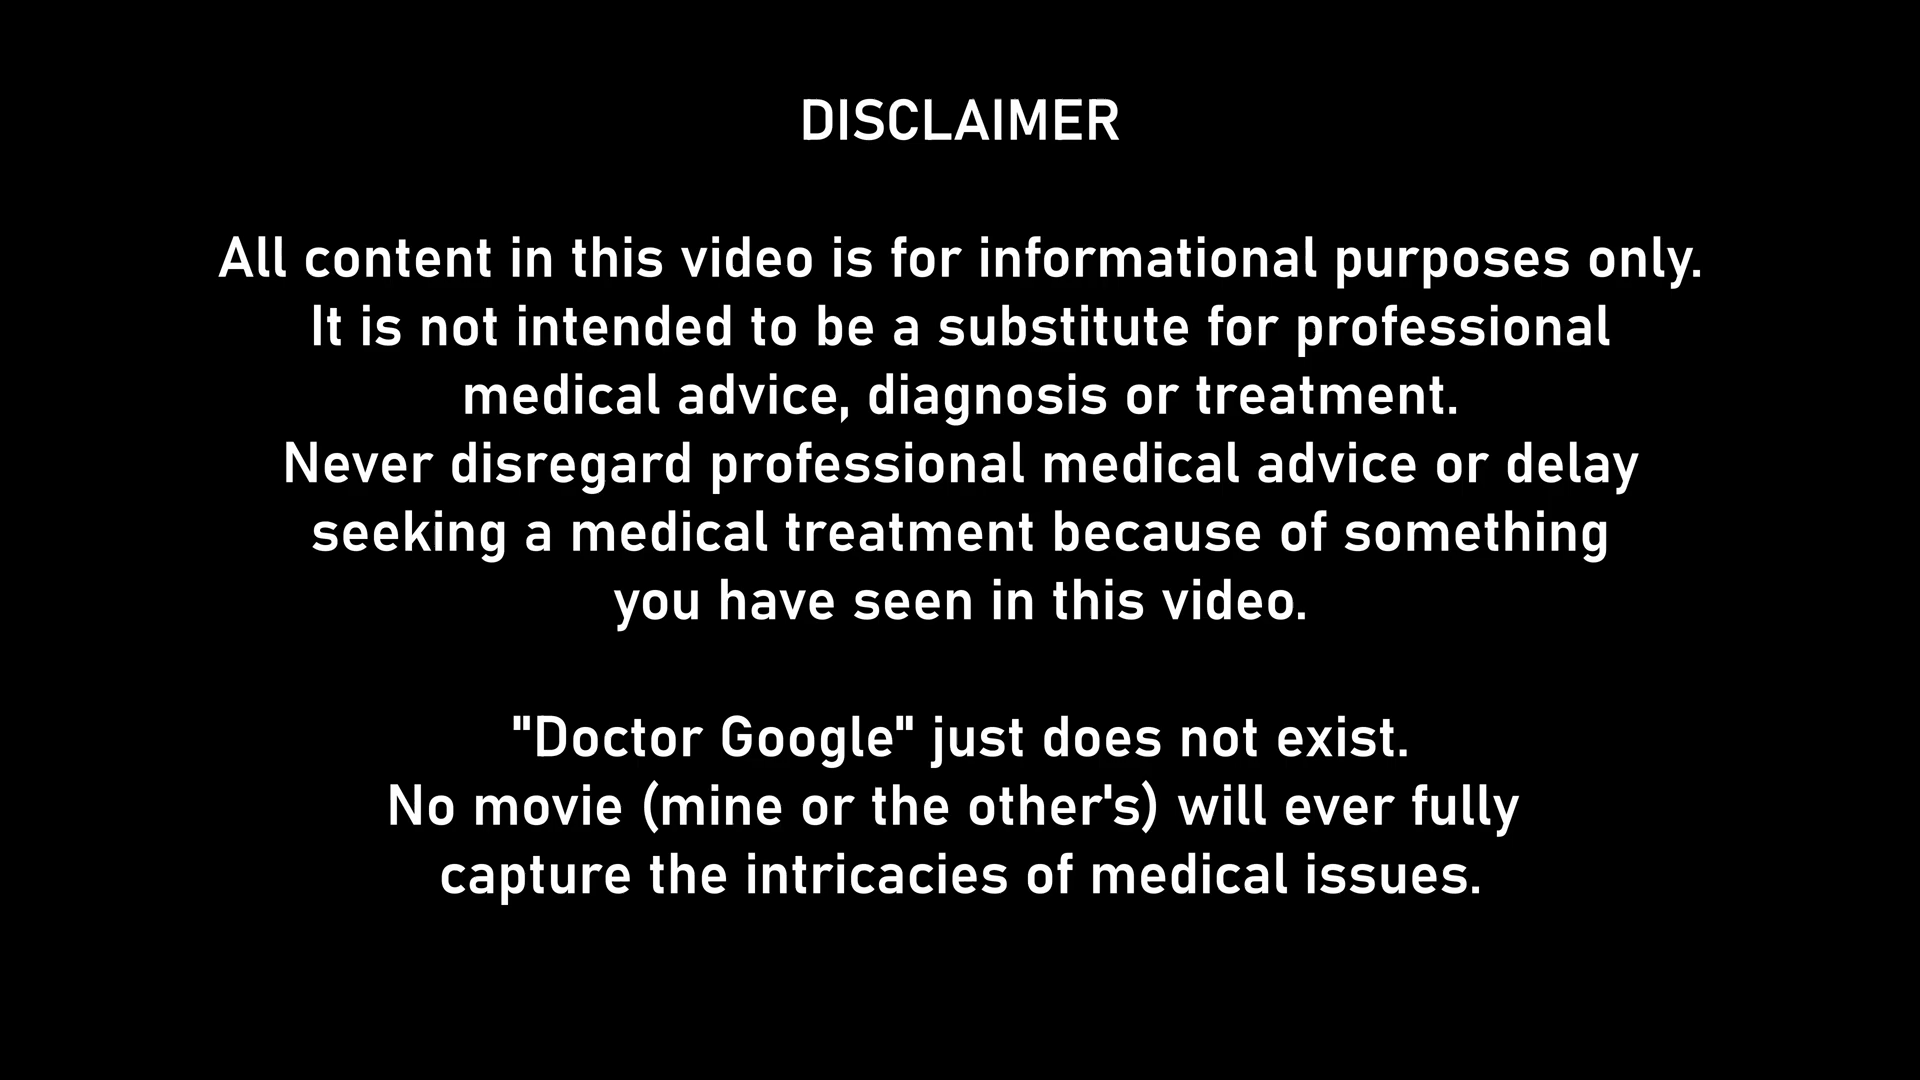 DISCLAIMER
All content in this video is for informational purposes only.
It is not intended to be a substitute for professional
medical advice, diagnosis or treatment.
Never disregard professional medical advice or delay
seeking a medical treatment because of something
you have seen in this video.
"Doctor Google" just does not exist.
No movie (mine or the other's) will ever fully
capture the intricacies of medical issues.